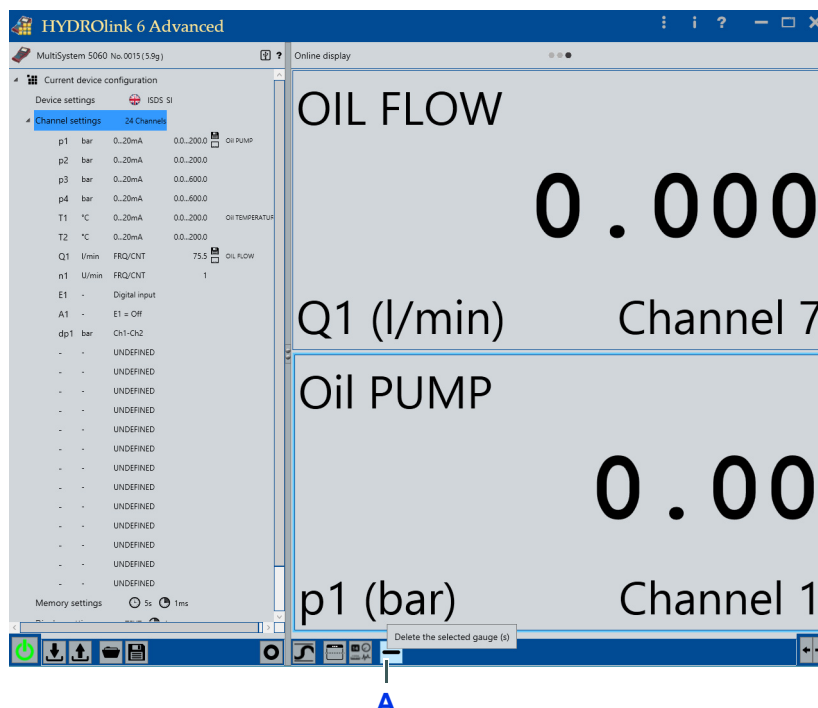 HYDROlink 6 Advanced
MultiSystem 5060 No. 0015 (5.9g) ?
Online display
Current device configuration
Device settings ISDS SI
Channel settings 24 Channels
p1 bar 0...20mA 0.0...200.0 Oil PUMP
p2 bar 0...20mA 0.0...200.0
p3 bar 0...20mA 0.0...600.0
p4 bar 0...20mA 0.0...600.0
T1 °C 0...20mA 0.0...200.0 Oil TEMPERATUR
T2 °C 0...20mA 0.0...200.0
Q1 l/min FRQ/CNT 75.5 OIL FLOW
n1 U/min FRQ/CNT 1
E1 - Digital input
A1 - E1 = Off
dp1 bar Ch1-Ch2
- - UNDEFINED
- - UNDEFINED
- - UNDEFINED
- - UNDEFINED
- - UNDEFINED
- - UNDEFINED
- - UNDEFINED
- - UNDEFINED
- - UNDEFINED
- - UNDEFINED
- - UNDEFINED
- - UNDEFINED
- - UNDEFINED
Memory settings 5s 1ms
OIL FLOW
0.000
Q1 (l/min) Channel 7
Oil PUMP
0.00
p1 (bar) Channel 1
Delete the selected gauge (s)
A